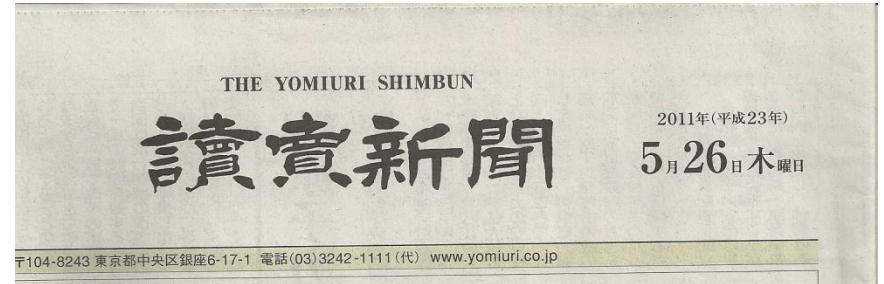 THE YOMIURI SHIMBUN
讀賣新聞
2011年(平成23年)
5月26日木曜日
〒104-8243 東京都中央区銀座6-17-1 電話(03)3242-1111(代) www.yomiuri.co.jp